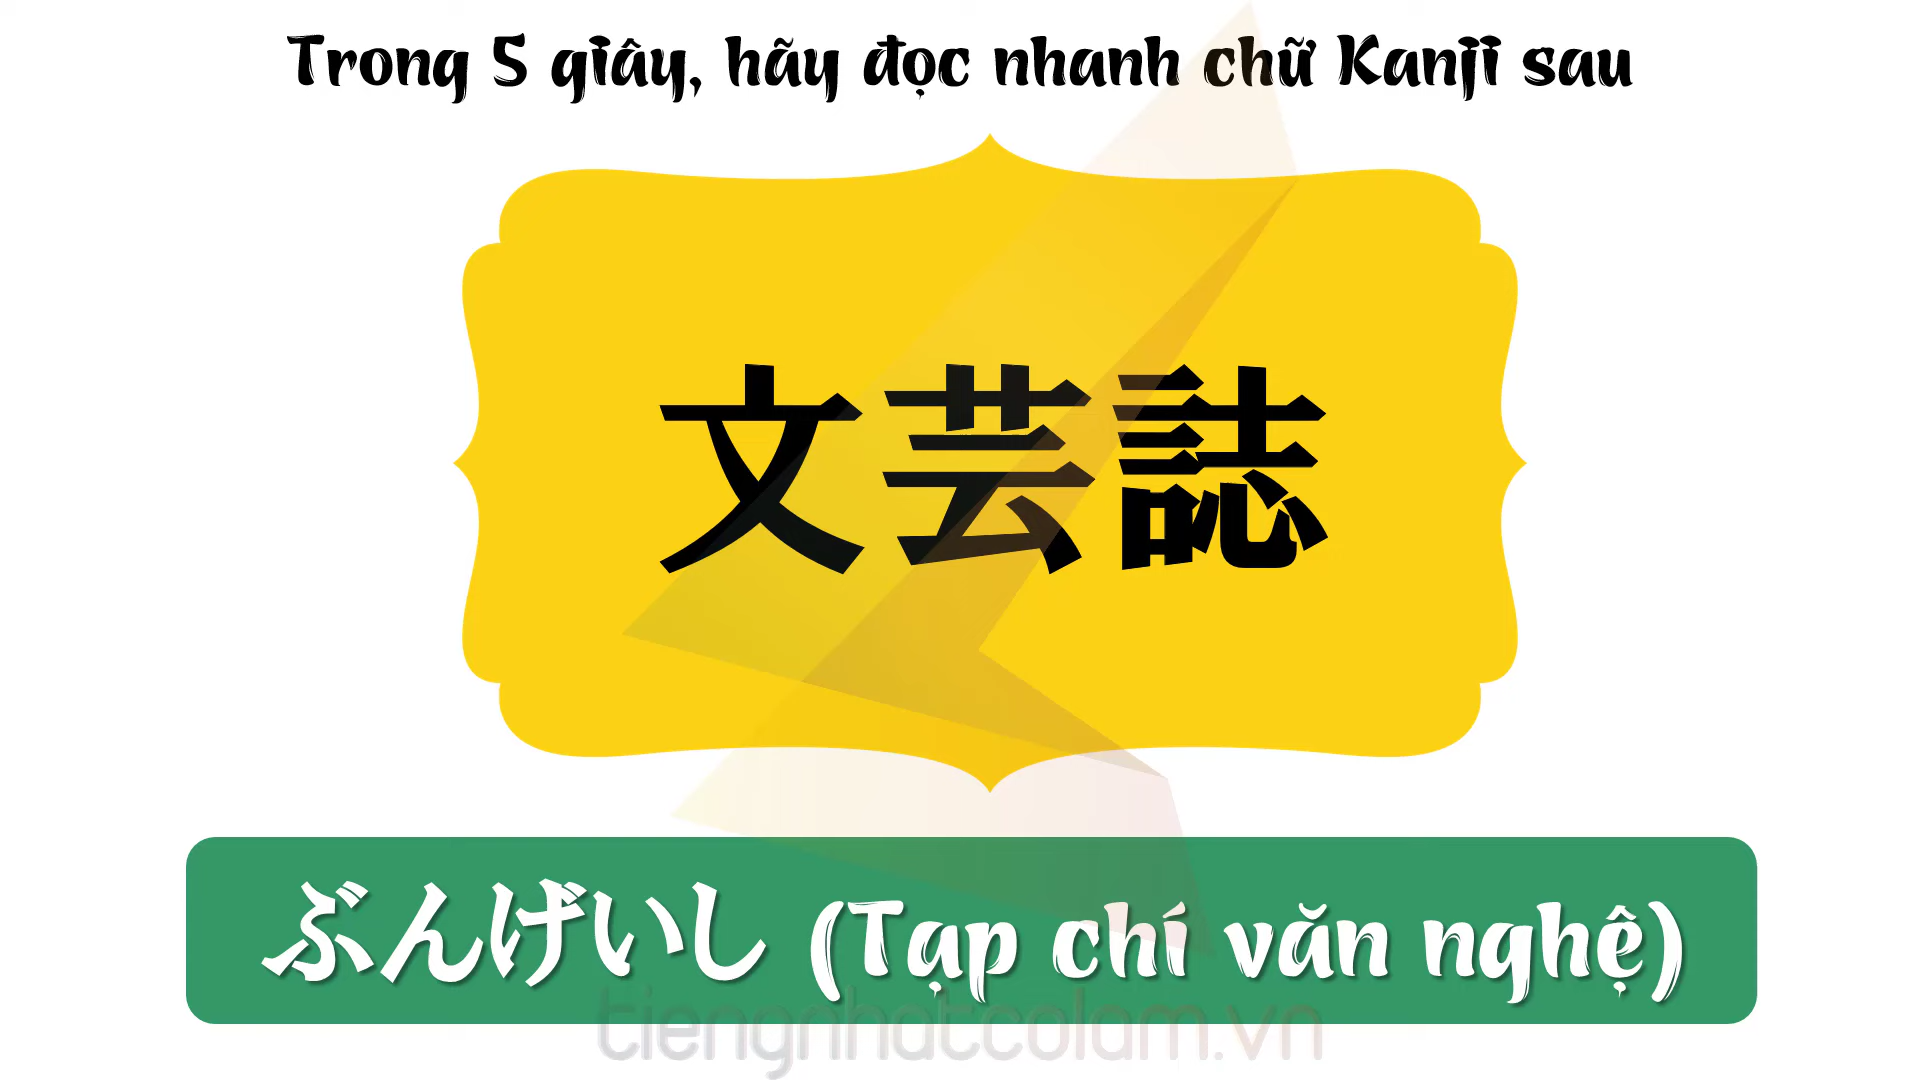 Trong 5 giây, hãy đọc nhanh chữ Kanji sau
文芸誌
ぶんげいし (Tạp chí văn nghệ)
tiengnhatcolam.vn